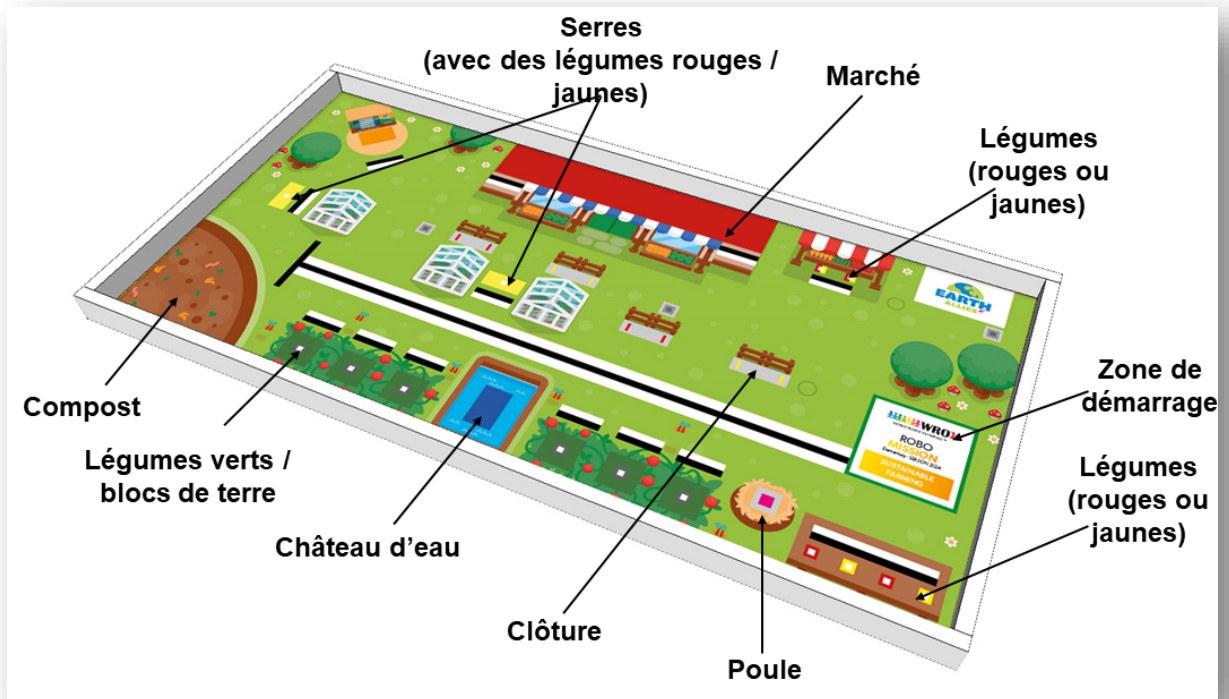 Serres
(avec des légumes rouges /
jaunes)
Marché
Légumes
(rouges ou
jaunes)
EARTH
ALLIES
Zone de
démarrage
WRO
ROBO
MISSION
SUSTAINABLE
FARMING
Légumes
(rouges ou
jaunes)
Compost
Légumes verts /
blocs de terre
Château d’eau
Clôture
Poule